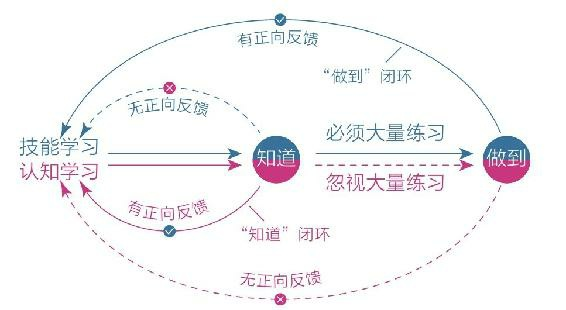 有正向反馈
“做到”闭环
无正向反馈
技能学习
认知学习
知道
必须大量练习
忽视大量练习
做到
有正向反馈
“知道”闭环
无正向反馈